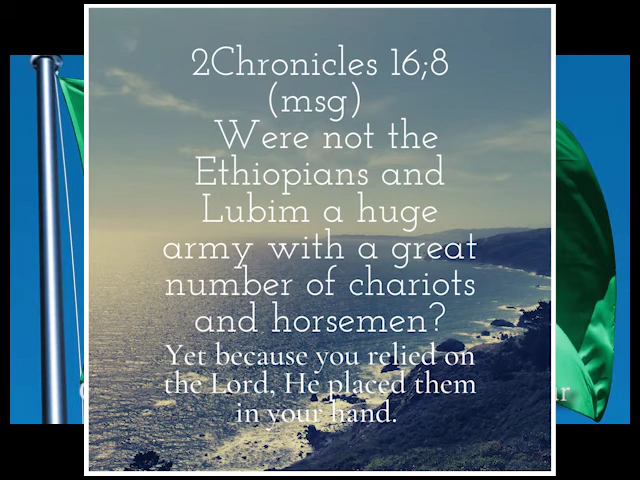 2Chronicles 16;8
(msg)
Were not the
Ethiopians and
Lubim a huge
army with a great
number of chariots
and horsemen?
Yet because you relied on
the Lord, He placed them
in your hand.